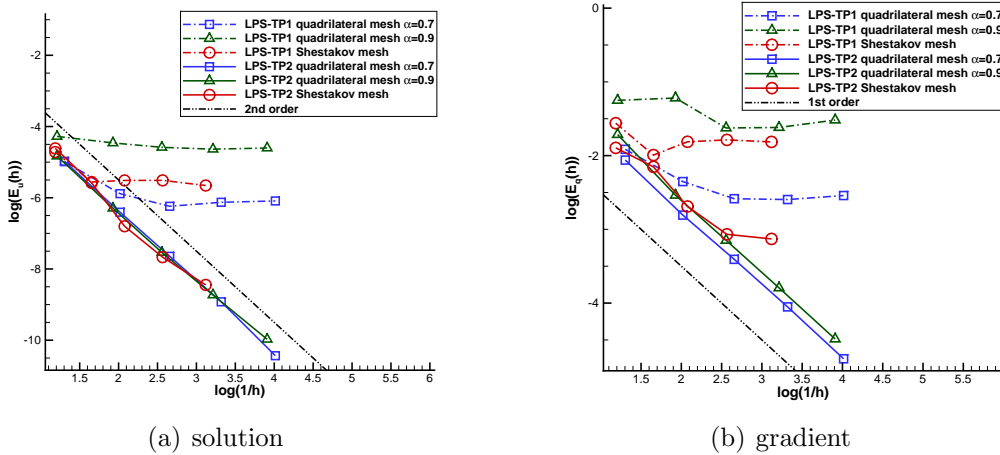 LPS-TP1 quadrilateral mesh α=0.7
LPS-TP1 quadrilateral mesh α=0.9
LPS-TP1 Shestakov mesh
LPS-TP2 quadrilateral mesh α=0.7
LPS-TP2 quadrilateral mesh α=0.9
LPS-TP2 Shestakov mesh
2nd order
log(E_u(h))
-2
-4
-6
-8
-10
1.5 2 2.5 3 3.5 4 4.5 5 5.5 6
log(1/h)
(a) solution
LPS-TP1 quadrilateral mesh α=0.7
LPS-TP1 quadrilateral mesh α=0.9
LPS-TP1 Shestakov mesh
LPS-TP2 quadrilateral mesh α=0.7
LPS-TP2 quadrilateral mesh α=0.9
LPS-TP2 Shestakov mesh
1st order
log(E_q(h))
0
-2
-4
1.5 2 2.5 3 3.5 4 4.5 5 5.5
log(1/h)
(b) gradient